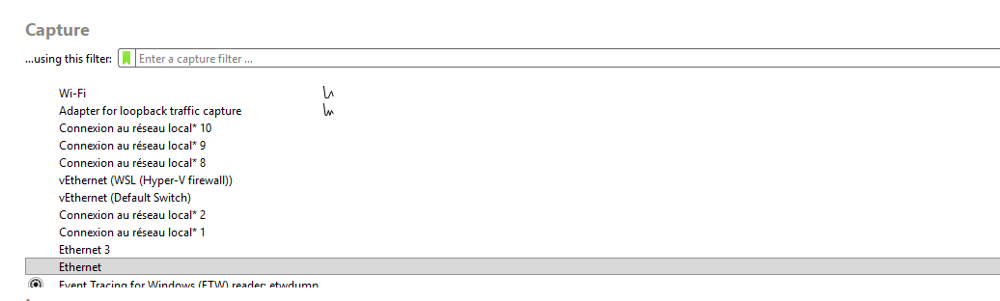 Capture
...using this filter: Enter a capture filter ...
Wi-Fi
Adapter for loopback traffic capture
Connexion au réseau local* 10
Connexion au réseau local* 9
Connexion au réseau local* 8
vEthernet (WSL (Hyper-V firewall))
vEthernet (Default Switch)
Connexion au réseau local* 2
Connexion au réseau local* 1
Ethernet 3
Ethernet
Event Tracing for Windows (ETW) reader: etwdump